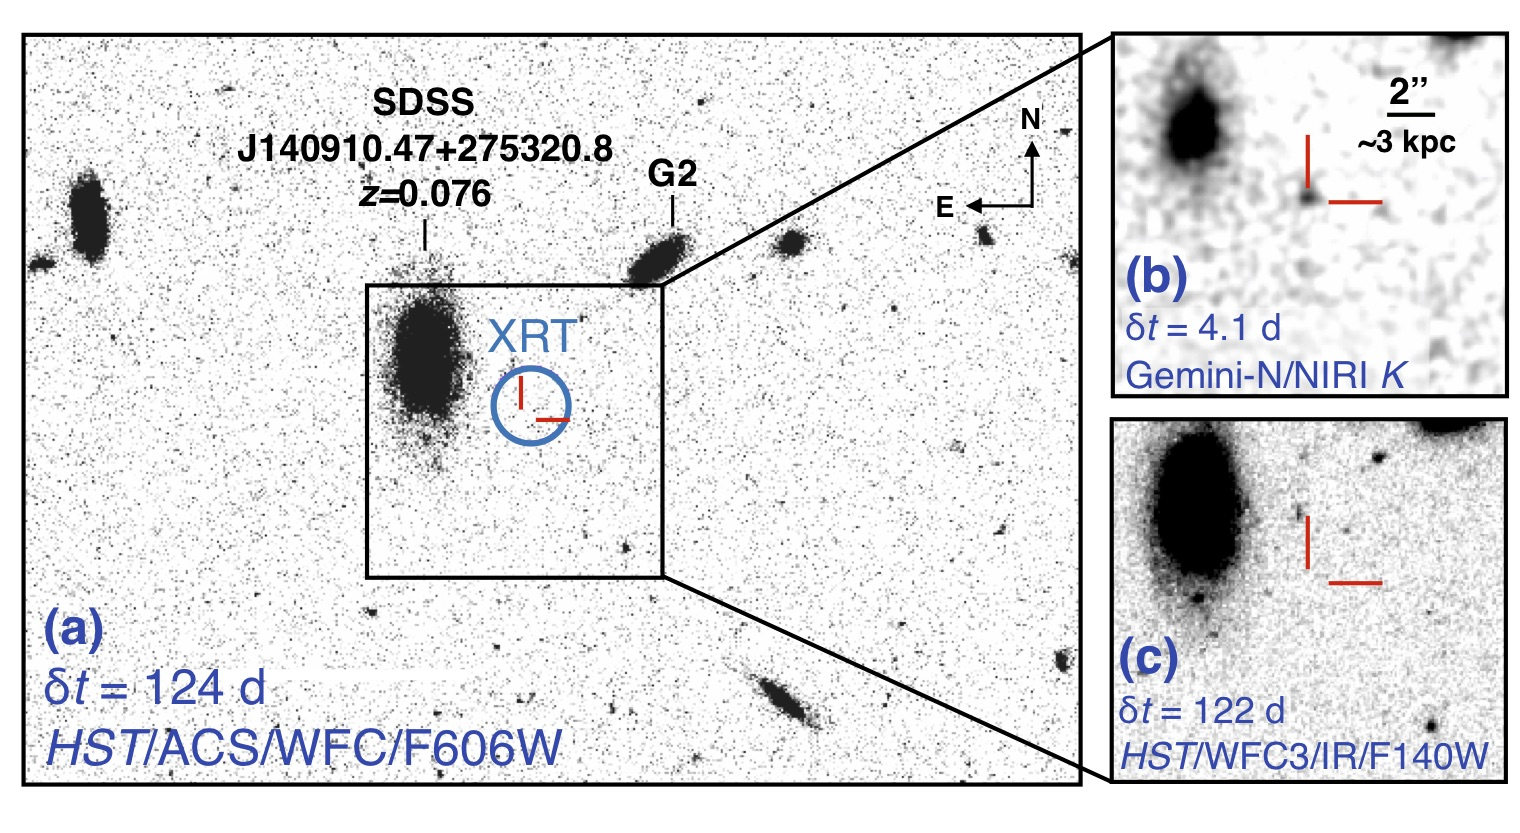 SDSS
J140910.47+275320.8
z=0.076
G2
N
E
XRT
(a)
δt = 124 d
HST/ACS/WFC/F606W
2’’
~3 kpc
(b)
δt = 4.1 d
Gemini-N/NIRI K
(c)
δt = 122 d
HST/WFC3/IR/F140W